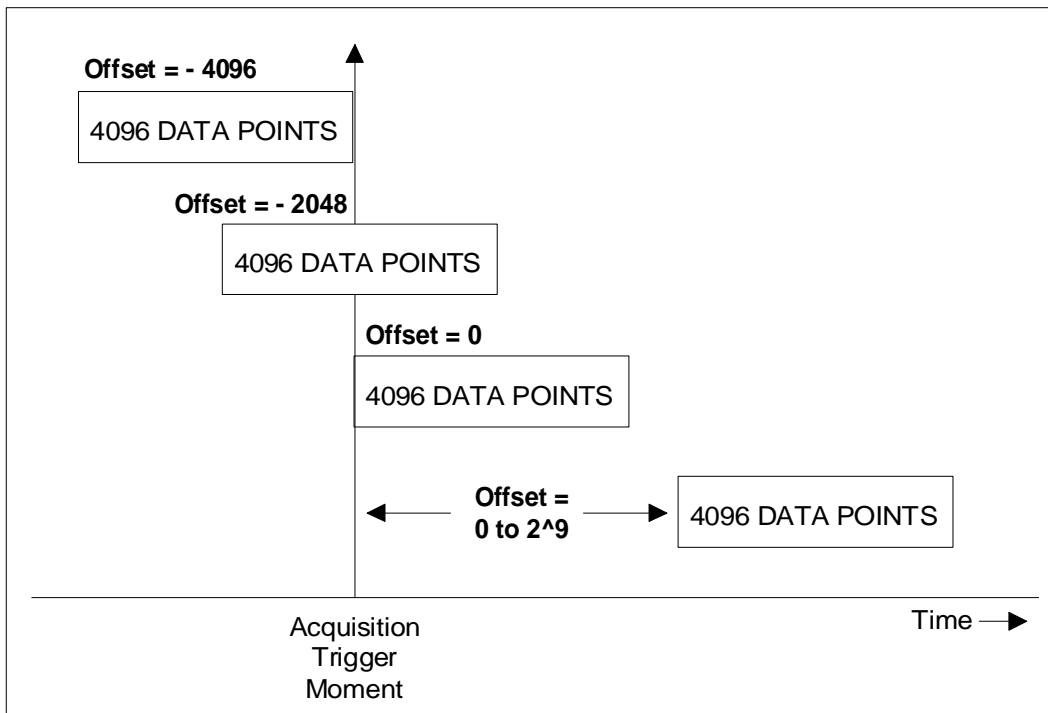 Offset = - 4096
4096 DATA POINTS
Offset = - 2048
4096 DATA POINTS
Offset = 0
4096 DATA POINTS
Offset =
0 to 2^9
4096 DATA POINTS
Time
Acquisition
Trigger
Moment